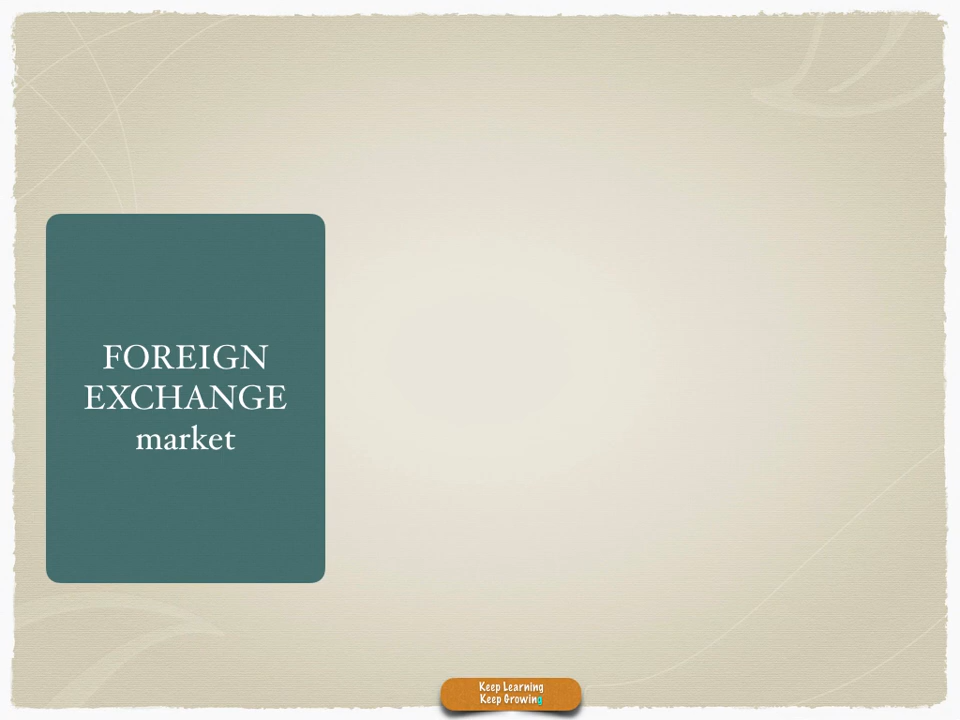 FOREIGN
EXCHANGE
market
Keep Learning
Keep Growing